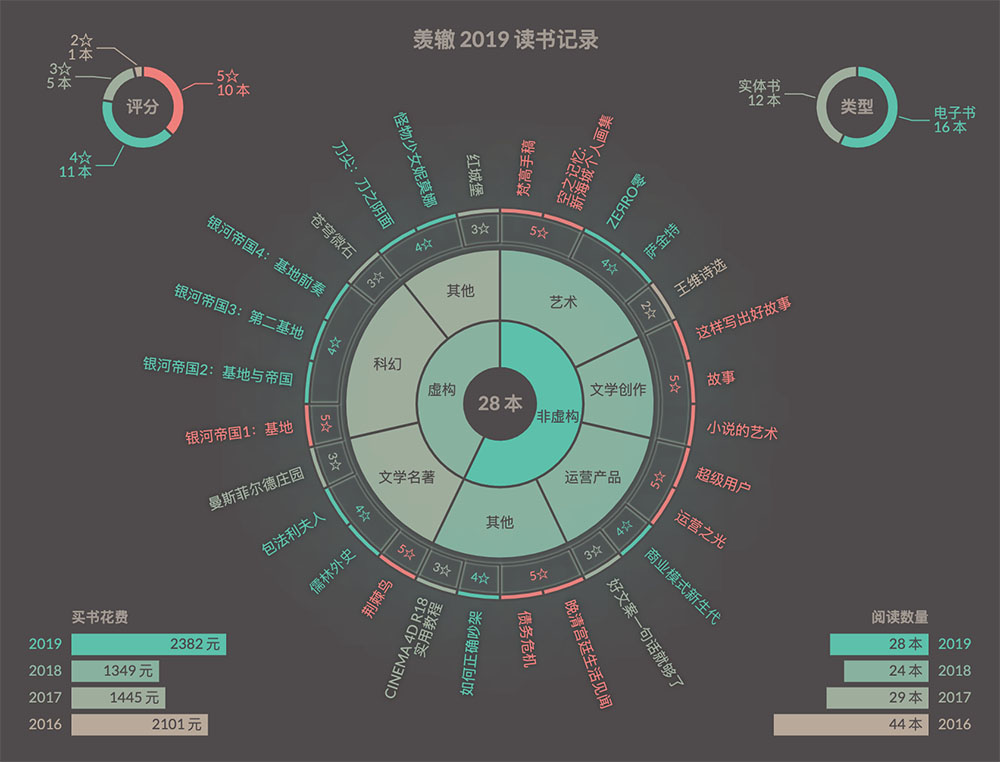 羡辙 2019 读书记录
2☆
1 本
3☆
5 本
5☆
10 本
4☆
11 本
评分
实体书
12 本
电子书
16 本
类型
28 本
非虚构
虚构
艺术
文学创作
运营产品
其他
文学名著
科幻
其他
5☆
4☆
2☆
5☆
5☆
4☆
3☆
5☆
4☆
3☆
5☆
4☆
3☆
5☆
4☆
3☆
4☆
3☆
梵高手稿
空之记忆：
新海城个人画集
ZEЯRO零
萨金特
王维诗选
这样写出好故事
故事
小说的艺术
超级用户
运营之光
商业模式新生代
好文案一句话就够了
晚清宫廷生活见闻
债务危机
如何正确吵架
CINEMA 4D R18
实用教程
荆棘鸟
儒林外史
包法利夫人
曼斯菲尔德庄园
银河帝国1：基地
银河帝国2：基地与帝国
银河帝国3：第二基地
银河帝国4：基地前奏
苍穹微石
刀尖：刀之阴面
怪物少女妮莫娜
红城堡
买书花费
2019 2382 元
2018 1349 元
2017 1445 元
2016 2101 元
阅读数量
28 本 2019
24 本 2018
29 本 2017
44 本 2016